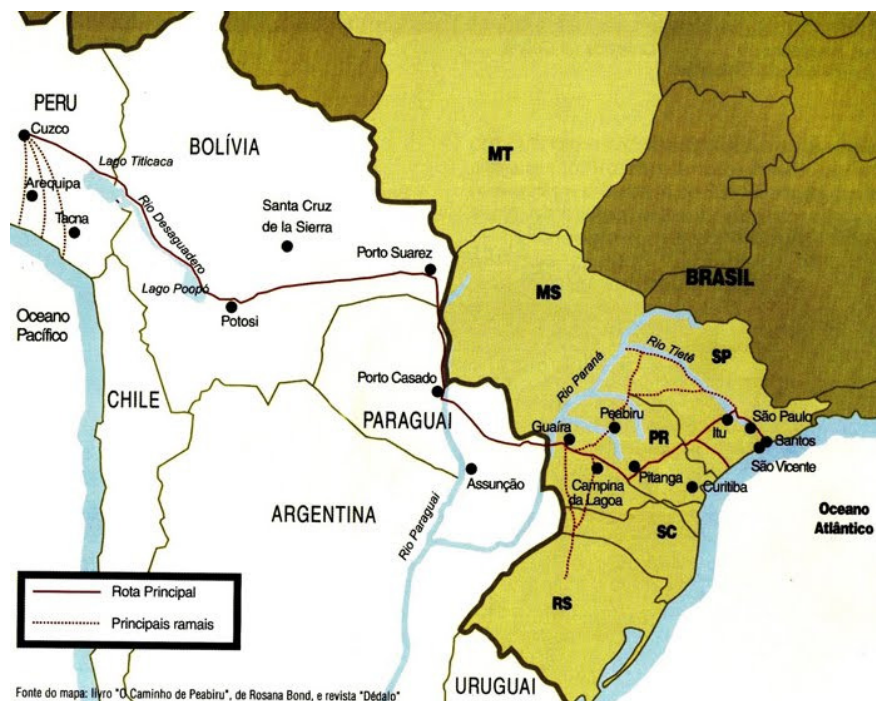 PERU
Cuzco
Lago Titicaca
BOLÍVIA
MT
Arequipa
Tacna
Rio Desaguadero
Santa Cruz
de la Sierra
Porto Suarez
Lago Poopó
Potosi
Oceano
Pacífico
MS
BRASIL
CHILE
Porto Casado
PARAGUAI
Rio Paraná
Rio Tietê
SP
Guaíra
Peabiru
PR
Itu
São Paulo
Santos
São Vicente
Assunção
Campina
da Lagoa
Pitanga
Curitiba
ARGENTINA
Rio Paraguai
Oceano
Atlântico
SC
RS
Rota Principal
Principais ramais
URUGUAI
Fonte do mapa: livro "O Caminho de Peabiru", de Rosana Bond, e revista "Dédalo"